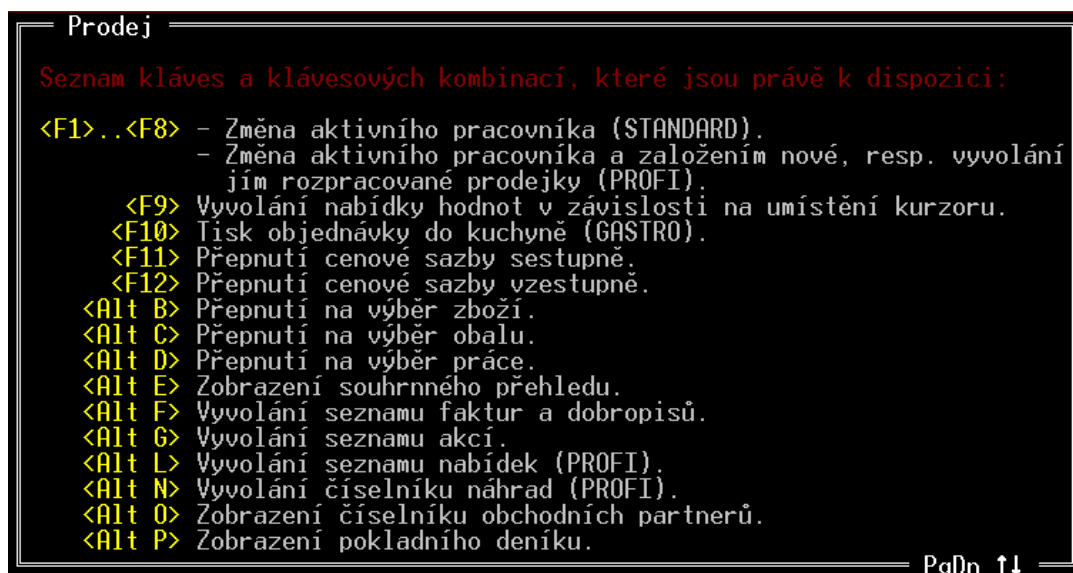 Prodej
Seznam kláves a klávesových kombinací, které jsou právě k dispozici:
<F1>..<F8> - Změna aktivního pracovníka (STANDARD).
- Změna aktivního pracovníka a založením nové, resp. vyvolání
jím rozpracované prodejky (PROFI).
<F9> Vyvolání nabídky hodnot v závislosti na umístění kurzoru.
<F10> Tisk objednávky do kuchyně (GASTRO).
<F11> Přepnutí cenové sazby sestupně.
<F12> Přepnutí cenové sazby vzestupně.
<Alt B> Přepnutí na výběr zboží.
<Alt C> Přepnutí na výběr obalu.
<Alt D> Přepnutí na výběr práce.
<Alt E> Zobrazení souhrnného přehledu.
<Alt F> Vyvolání seznamu faktur a dobropisů.
<Alt G> Vyvolání seznamu akcí.
<Alt L> Vyvolání seznamu nabídek (PROFI).
<Alt N> Vyvolání číselníku náhrad (PROFI).
<Alt O> Zobrazení číselníku obchodních partnerů.
<Alt P> Zobrazení pokladního deníku.
PgDn ↑↓